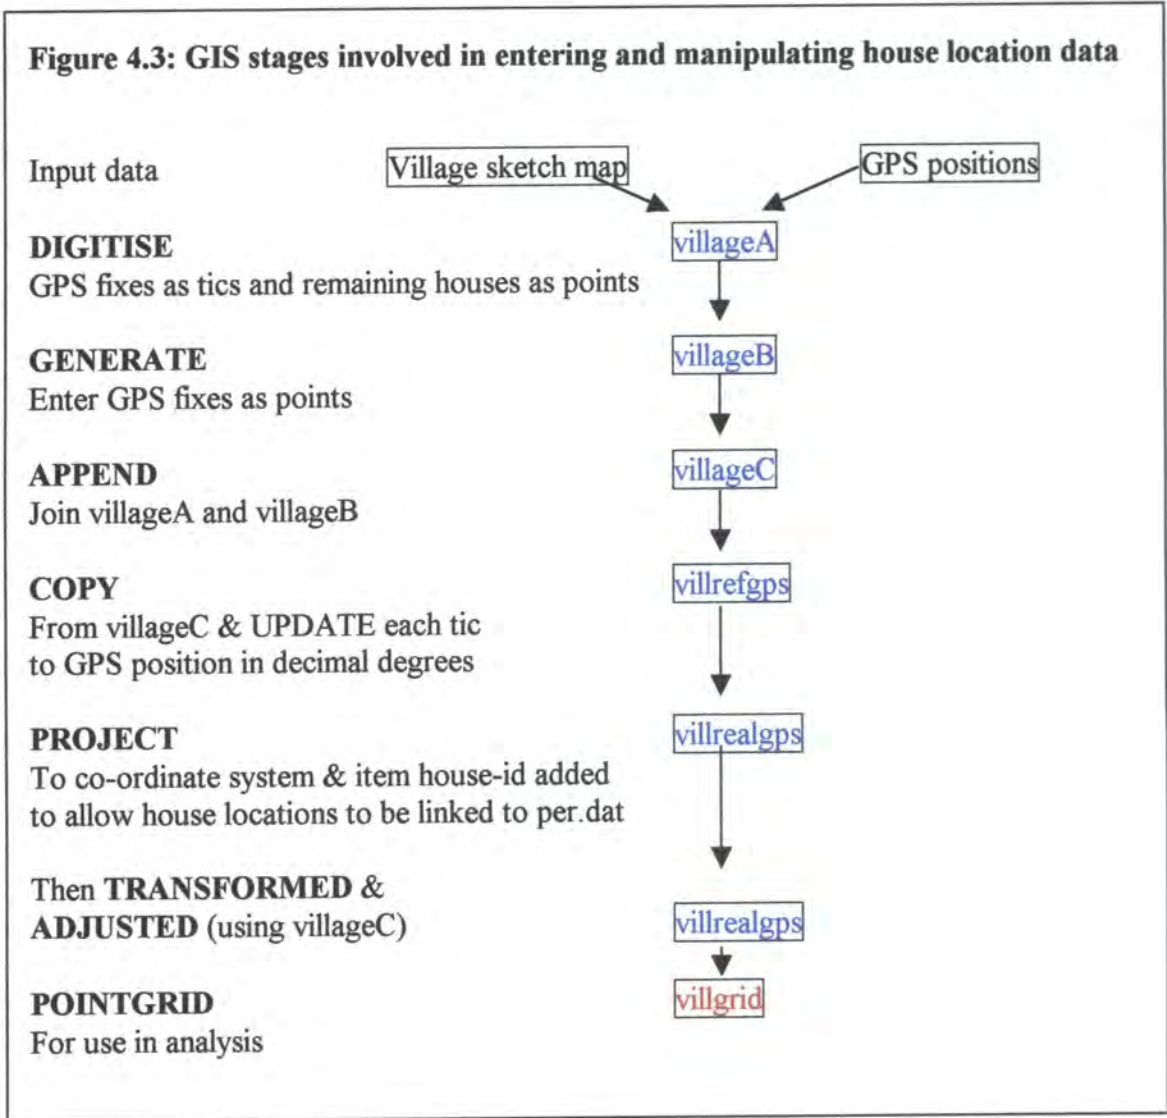 Figure 4.3: GIS stages involved in entering and manipulating house location data
Input data
Village sketch map
GPS positions
DIGITISE
GPS fixes as tics and remaining houses as points
villageA
GENERATE
Enter GPS fixes as points
villageB
APPEND
Join villageA and villageB
villageC
COPY
From villageC & UPDATE each tic
to GPS position in decimal degrees
villrefgps
PROJECT
To co-ordinate system & item house-id added
to allow house locations to be linked to per.dat
villrealgps
Then TRANSFORMED &
ADJUSTED (using villageC)
villrealgps
POINTGRID
For use in analysis
villgrid